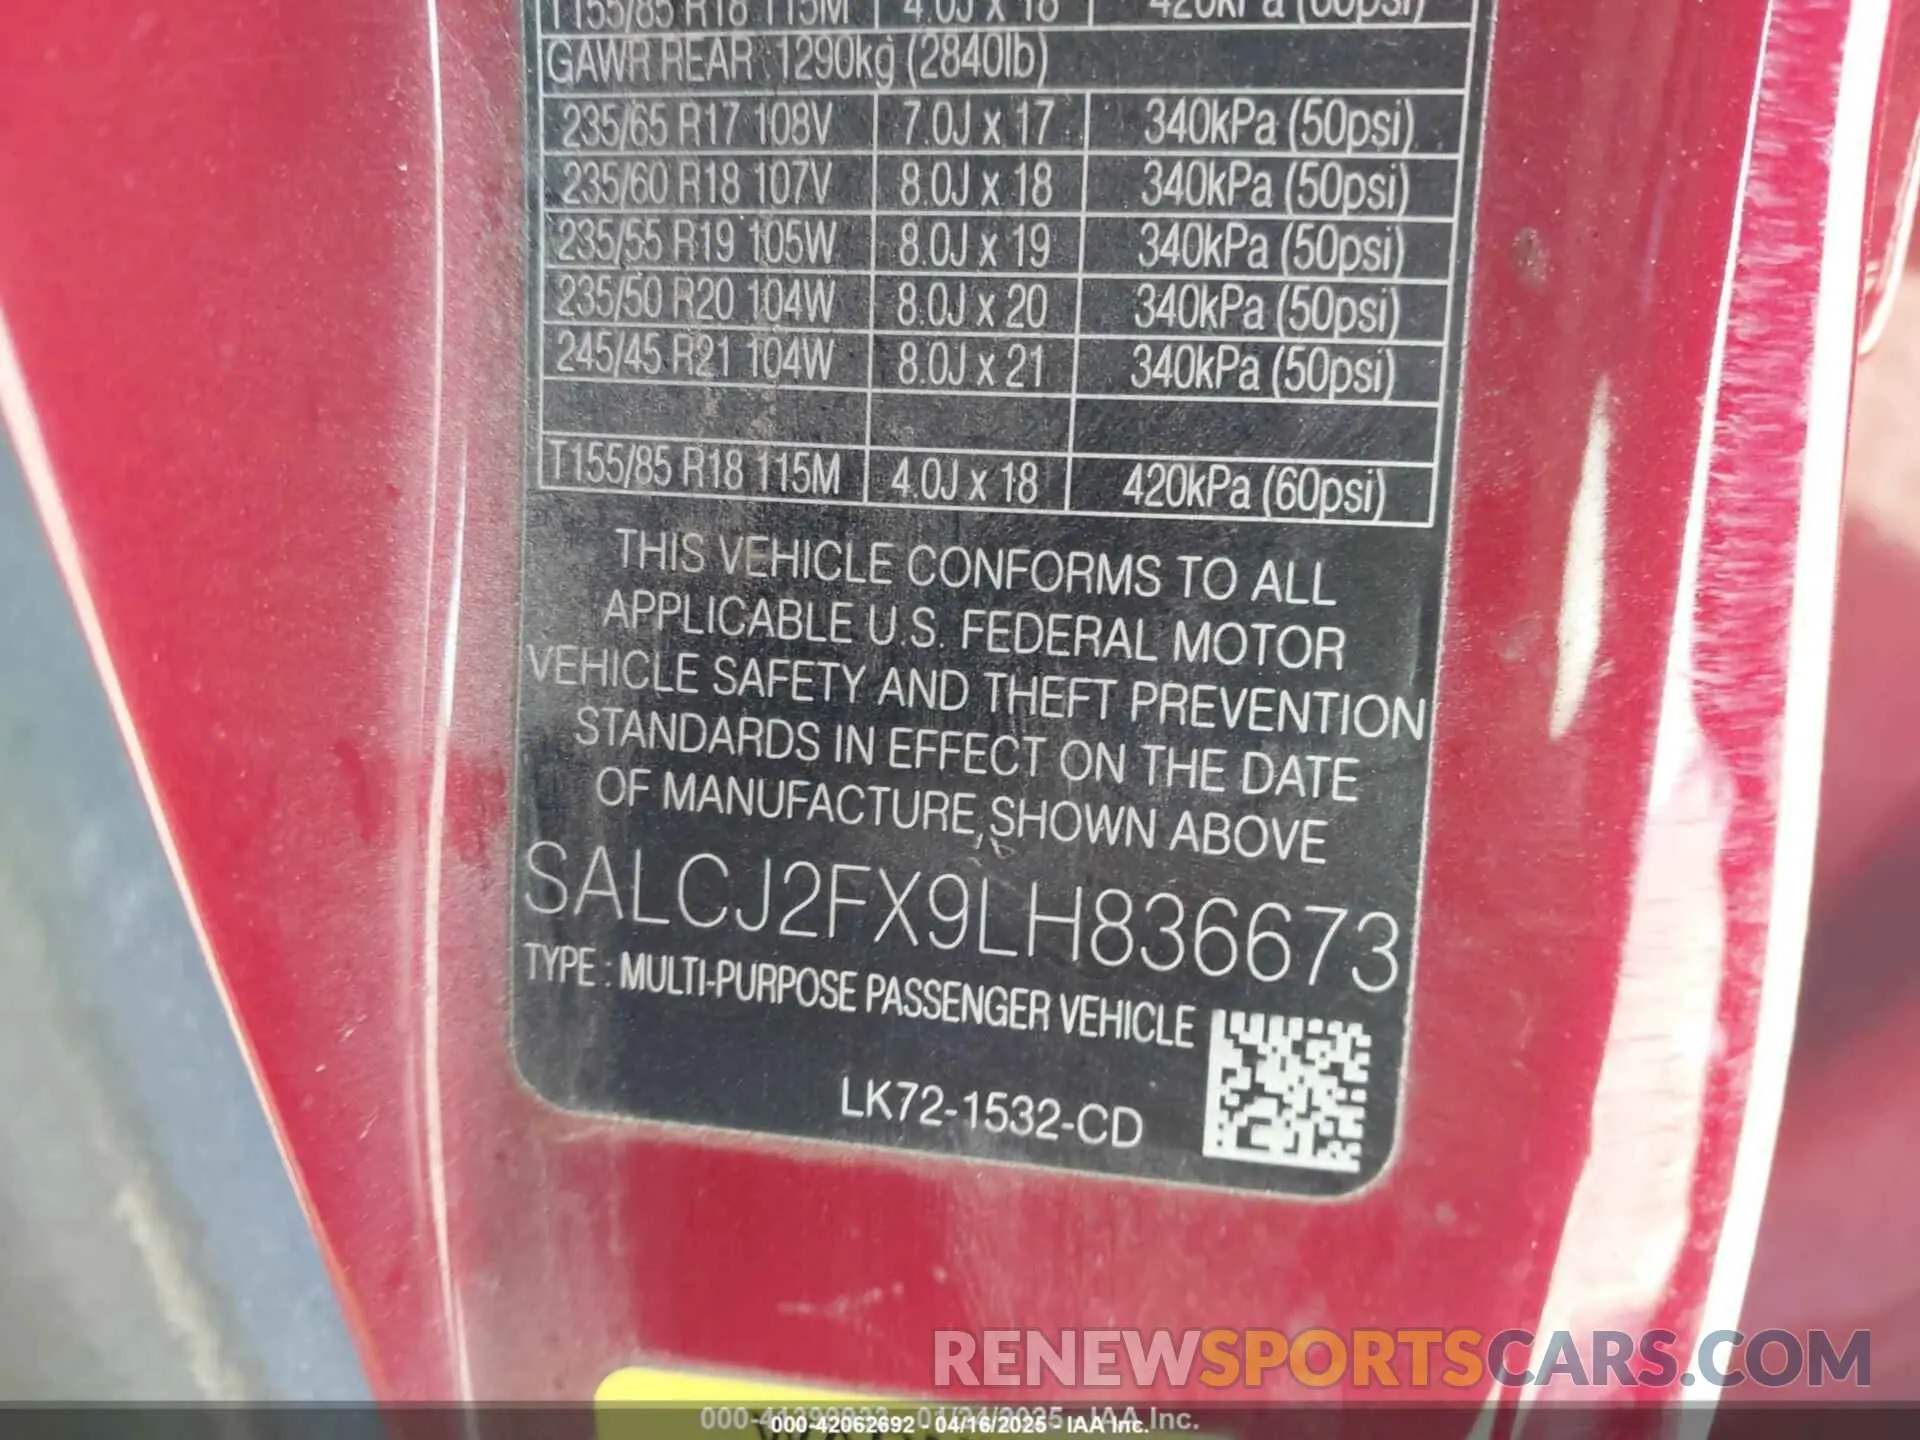 T155/85 R18 115M 4.0J x 18 420kPa (60psi)
GAWR REAR 1290kg (2840lb)
235/65 R17 108V 7.0J x 17 340kPa (50psi)
235/60 R18 107V 8.0J x 18 340kPa (50psi)
235/55 R19 105W 8.0J x 19 340kPa (50psi)
235/50 R20 104W 8.0J x 20 340kPa (50psi)
245/45 R21 104W 8.0J x 21 340kPa (50psi)
T155/85 R18 115M 4.0J x 18 420kPa (60psi)
THIS VEHICLE CONFORMS TO ALL
APPLICABLE U.S. FEDERAL MOTOR
VEHICLE SAFETY AND THEFT PREVENTION
STANDARDS IN EFFECT ON THE DATE
OF MANUFACTURE SHOWN ABOVE
SALCJ2FX9LH836673
TYPE : MULTI-PURPOSE PASSENGER VEHICLE
LK72-1532-CD
RENEWSPORTSCARS.COM
000-42062692 - 04/16/2025 - IAA Inc.